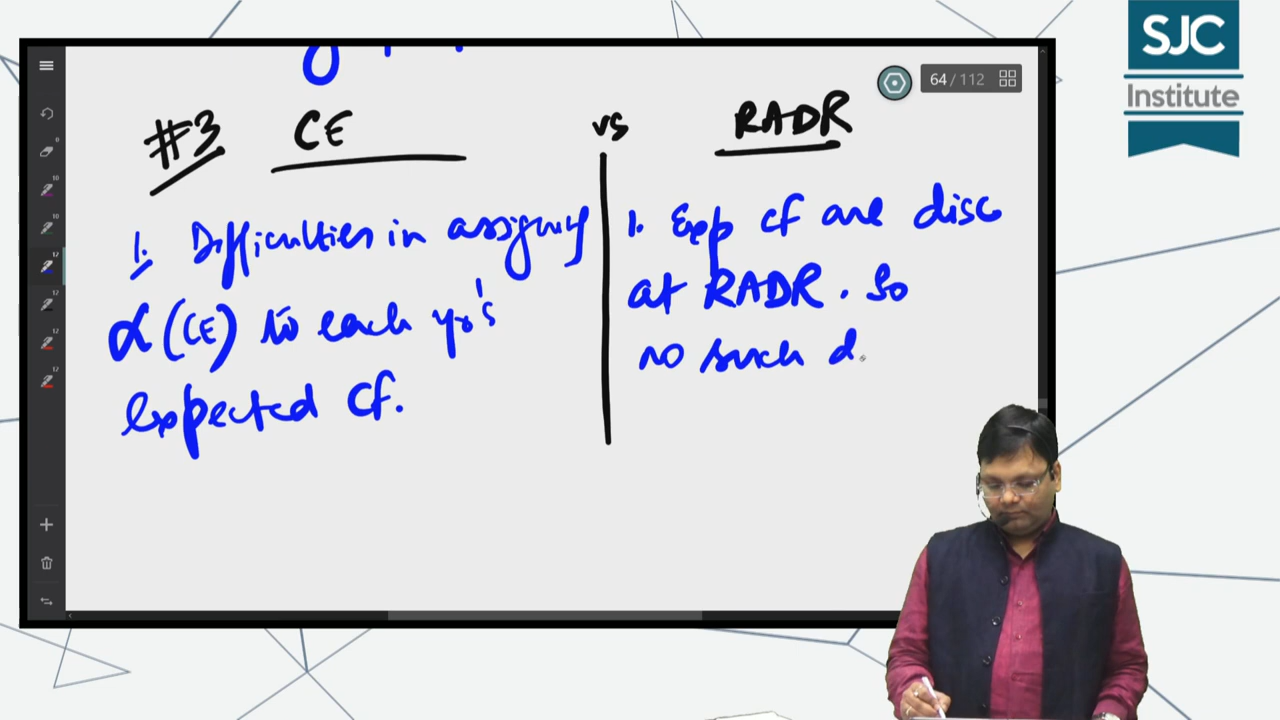 SJC
Institute
64 / 112
#3 CE vs RADR
1. Difficulties in assigning
α (CE) to each yr's
expected CF.
1. Exp CF are disc
at RADR. So
no such d